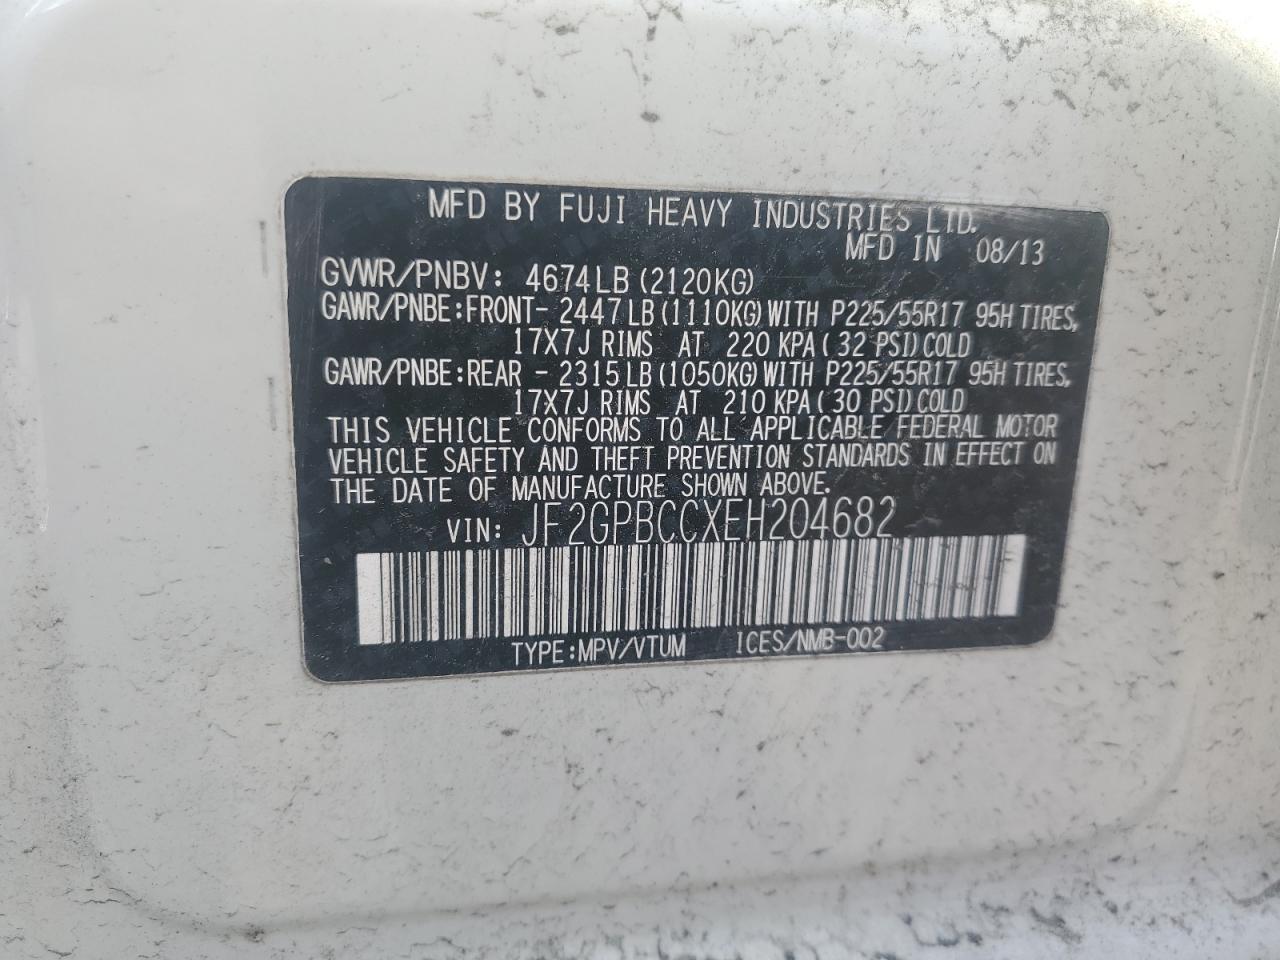 MFD BY FUJI HEAVY INDUSTRIES LTD.
MFD IN 08/13
GVWR/PNBV: 4674LB(2120KG)
GAWR/PNBE:FRONT- 2447LB(1110KG)WITH P225/55R17 95H TIRES,
17X7J RIMS AT 220 KPA(32 PSI)COLD
GAWR/PNBE:REAR - 2315LB(1050KG)WITH P225/55R17 95H TIRES,
17X7J RIMS AT 210 KPA(30 PSI)COLD
THIS VEHICLE CONFORMS TO ALL APPLICABLE FEDERAL MOTOR
VEHICLE SAFETY AND THEFT PREVENTION STANDARDS IN EFFECT ON
THE DATE OF MANUFACTURE SHOWN ABOVE.
VIN: JF2GPBCCXEH204682
TYPE:MPV/VTUM ICES/NMB-002